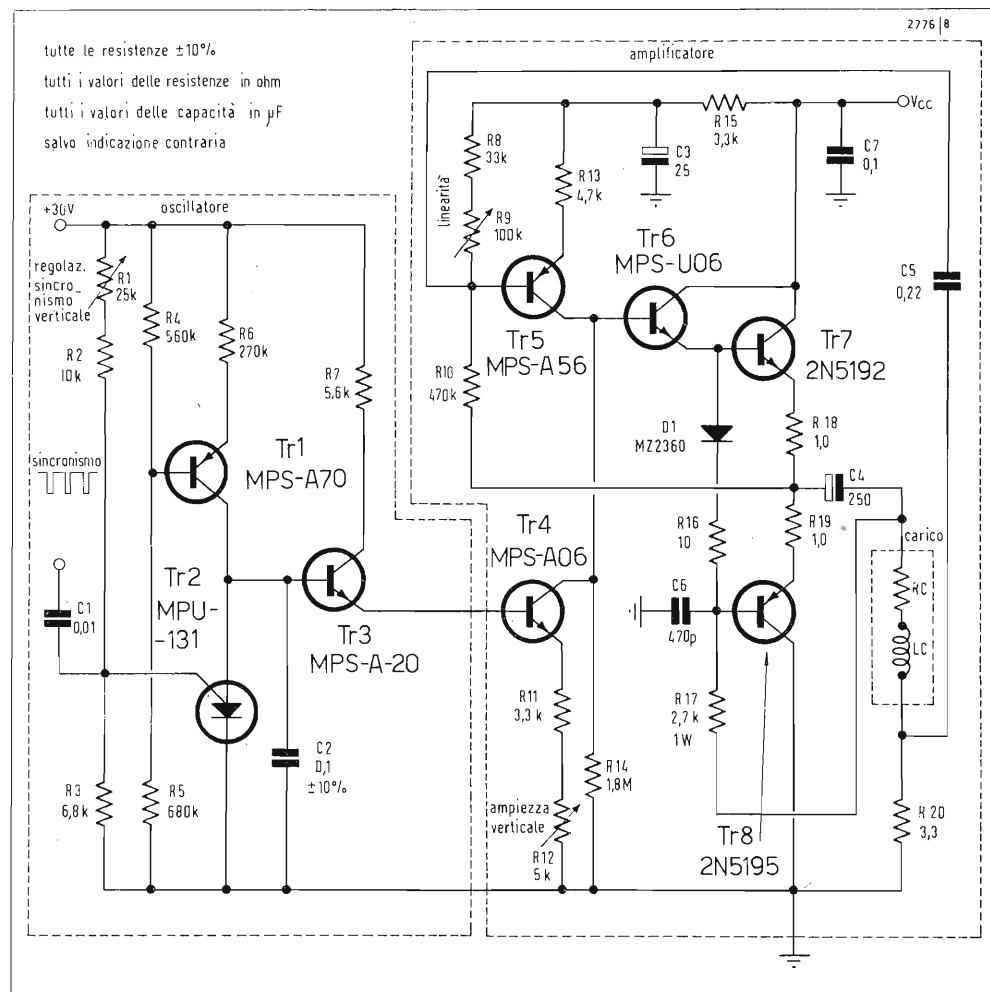 2776 | 8
tutte le resistenze ±10%
tutti i valori delle resistenze in ohm
tutti i valori delle capacità in µF
salvo indicazione contraria
amplificatore
VCC
R15
3,3k
R8
33k
C3
25
C7
0,1
R13
4,7k
linearità
R9
100k
oscillatore
+30V
Tr6
MPS-U06
C5
0,22
regolaz.
sincro_
nismo
verticale
R1
25k
R4
560k
R6
270k
R2
10k
R7
5,6k
Tr5
MPS-A56
Tr7
2N5192
R10
470k
D1
MZ2360
R18
1,0
Tr1
MPS-A70
sincronismo
C4
250
R16
10
R19
1,0
carico
Tr4
MPS-A06
Tr2
MPU-
-131
C1
0,01
C6
470p
RC
LC
Tr3
MPS-A-20
R11
3,3k
R17
2,7k
1W
C2
0,1
±10%
R14
1,8M
R3
6,8k
R5
680k
ampiezza
verticale
R12
5k
Tr8
2N5195
R20
3,3